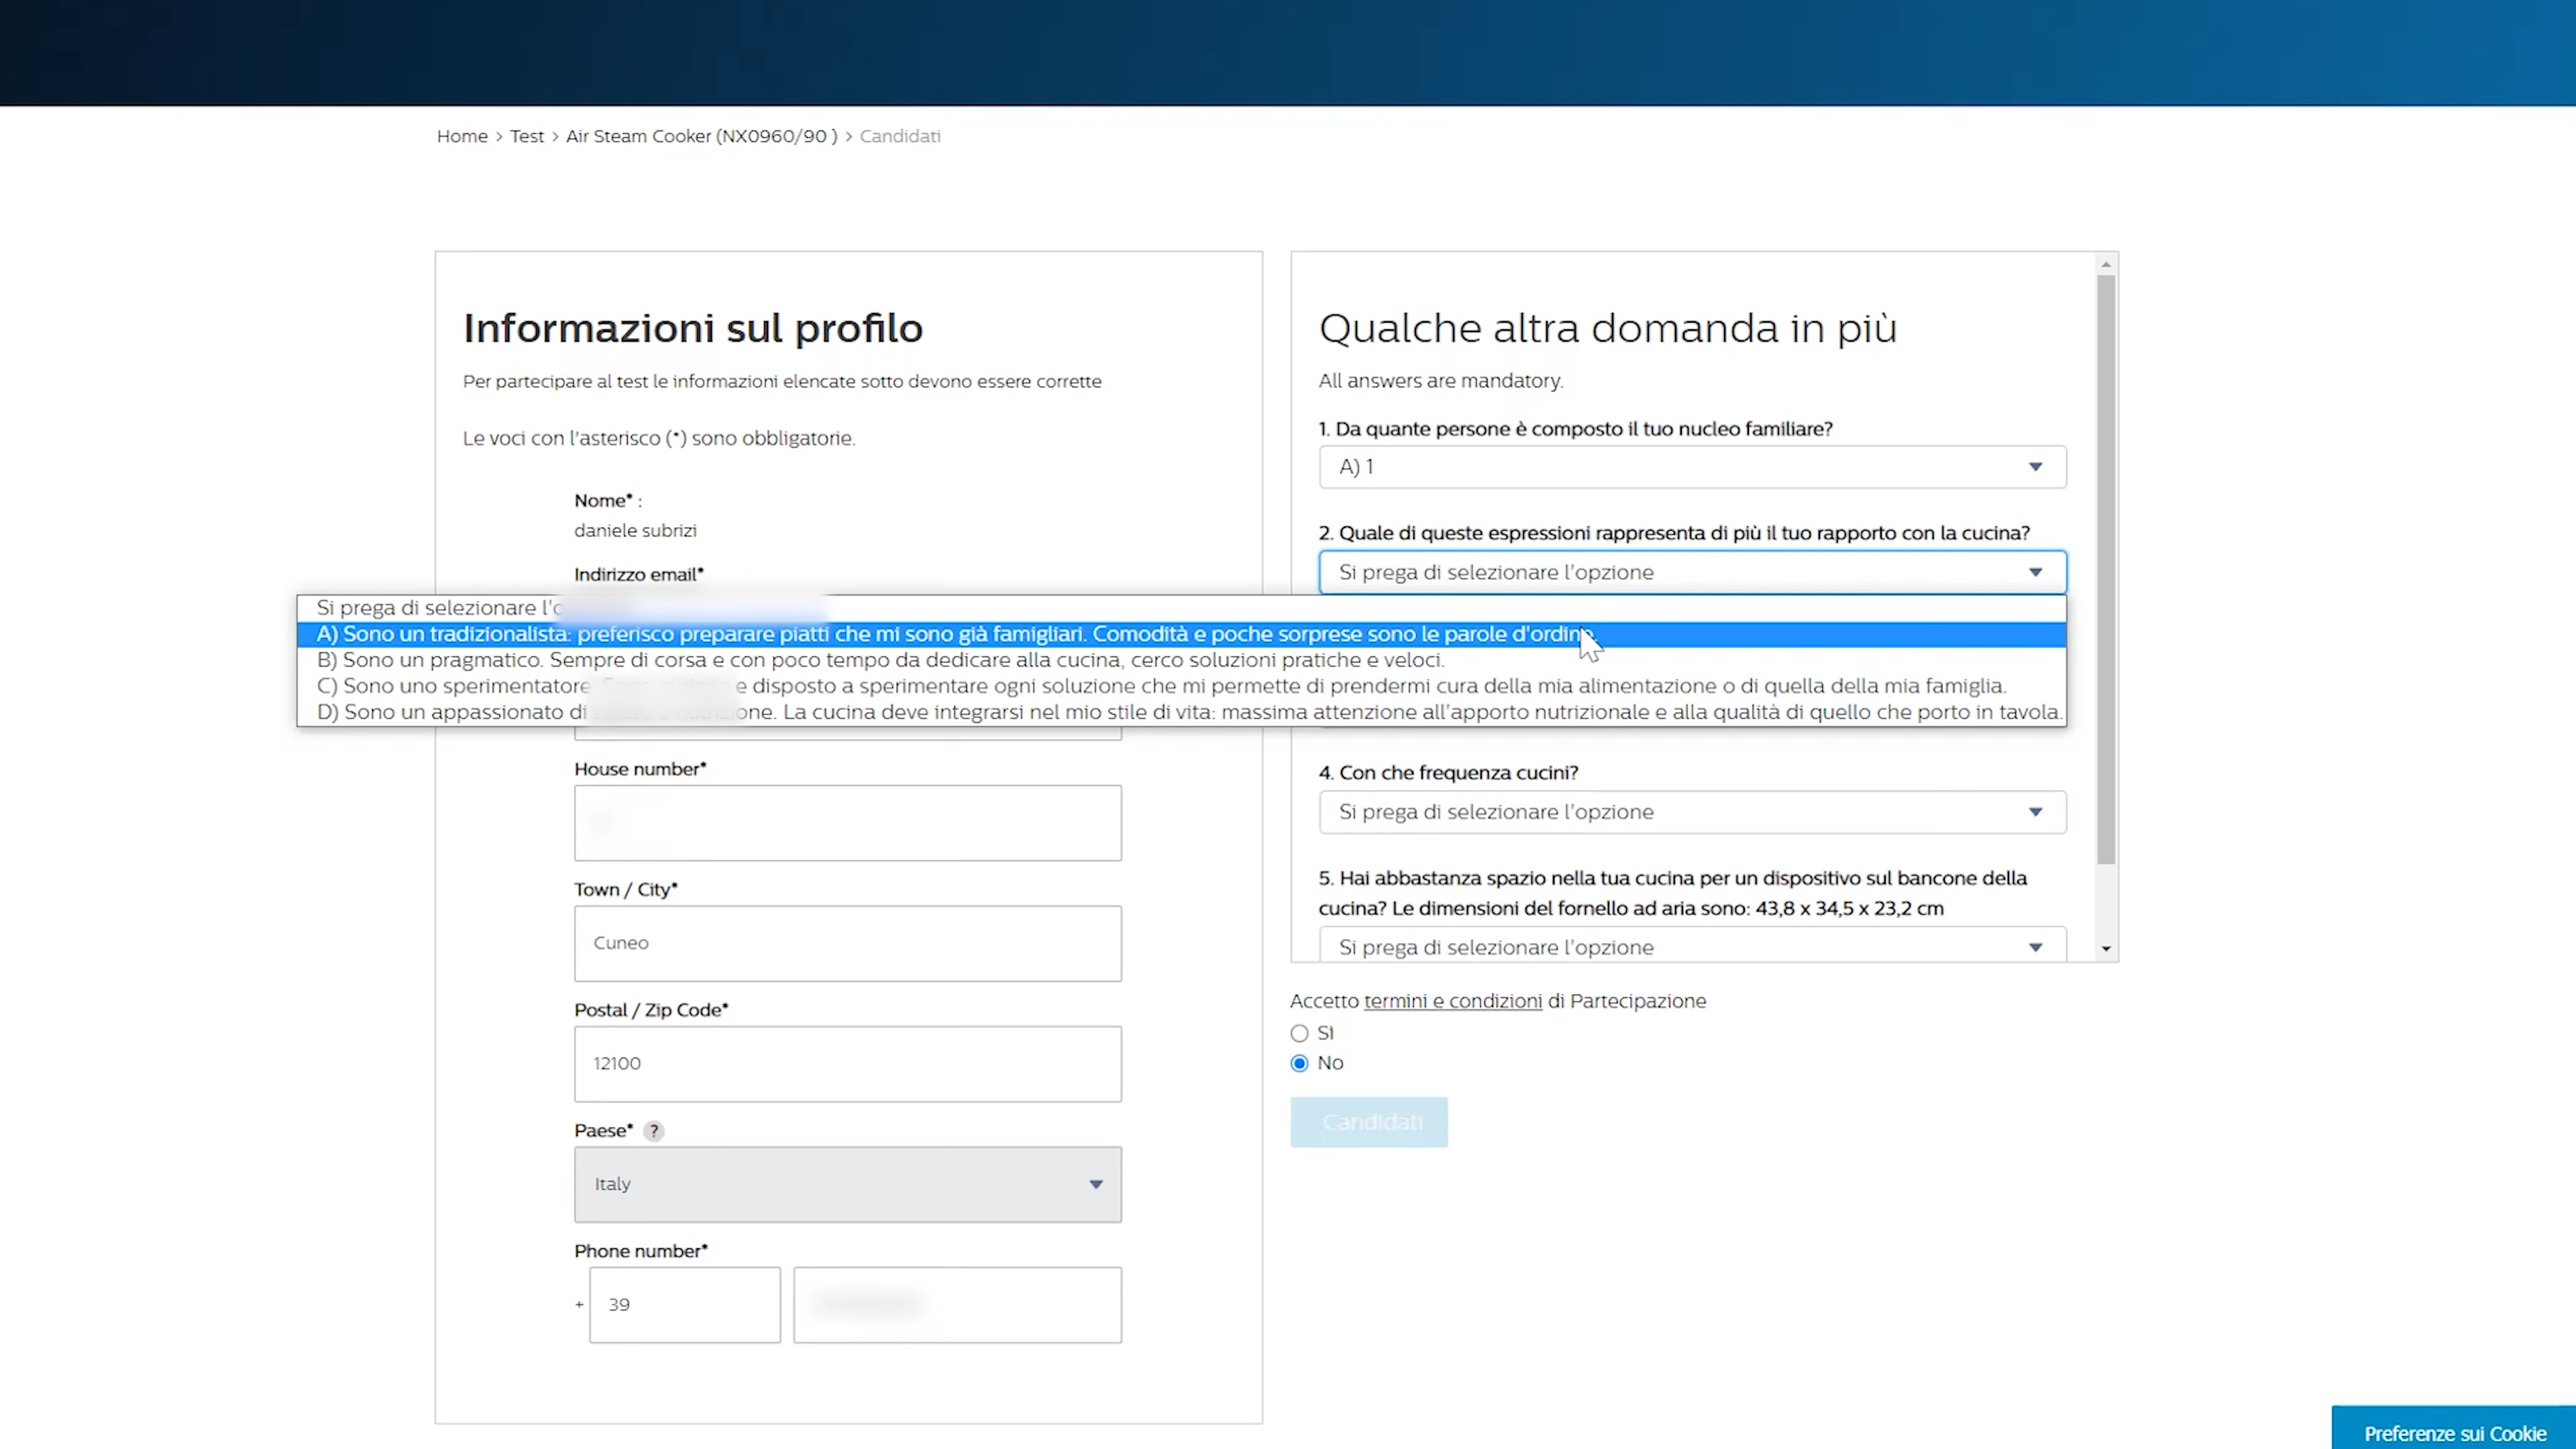 Home > Test > Air Steam Cooker (NX0960/90 ) > Candidati
Informazioni sul profilo
Per partecipare al test le informazioni elencate sotto devono essere corrette
Le voci con l'asterisco (*) sono obbligatorie.
Nome* :
daniele subrizi
Indirizzo email*
Qualche altra domanda in più
All answers are mandatory.
1. Da quante persone è composto il tuo nucleo familiare?
A) 1
2. Quale di queste espressioni rappresenta di più il tuo rapporto con la cucina?
Si prega di selezionare l'opzione
Si prega di selezionare
A) Sono un tradizionalista: preferisco preparare piatti che mi sono già famigliari. Comodità e poche sorprese sono le parole d'ordine.
B) Sono un pragmatico. Sempre di corsa e con poco tempo da dedicare alla cucina, cerco soluzioni pratiche e veloci.
C) Sono uno sperimentatore. e disposto a sperimentare ogni soluzione che mi permette di prendermi cura della mia alimentazione o di quella della mia famiglia.
D) Sono un appassionato di La cucina deve integrarsi nel mio stile di vita: massima attenzione all'apporto nutrizionale e alla qualità di quello che porto in tavola.
House number*
Town / City*
Cuneo
Postal / Zip Code*
12100
Paese* ?
Italy
Phone number*
+ 39
4. Con che frequenza cucini?
Si prega di selezionare l'opzione
5. Hai abbastanza spazio nella tua cucina per un dispositivo sul bancone della
cucina? Le dimensioni del fornello ad aria sono: 43,8 x 34,5 x 23,2 cm
Si prega di selezionare l'opzione
Accetto termini e condizioni di Partecipazione
Sì
No
Candidati
Preferenze sui Cookie